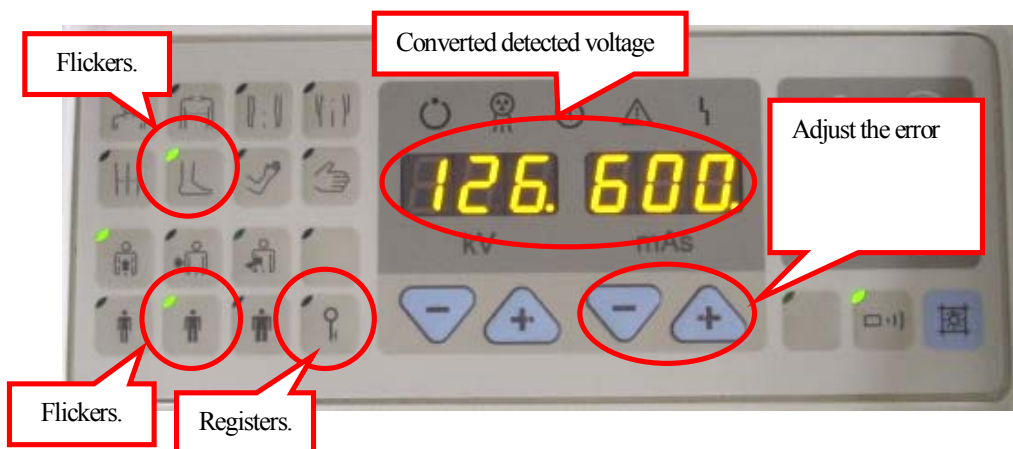 Converted detected voltage
Flickers.
Adjust the error
126. 600.
kV mAs
Flickers.
Registers.